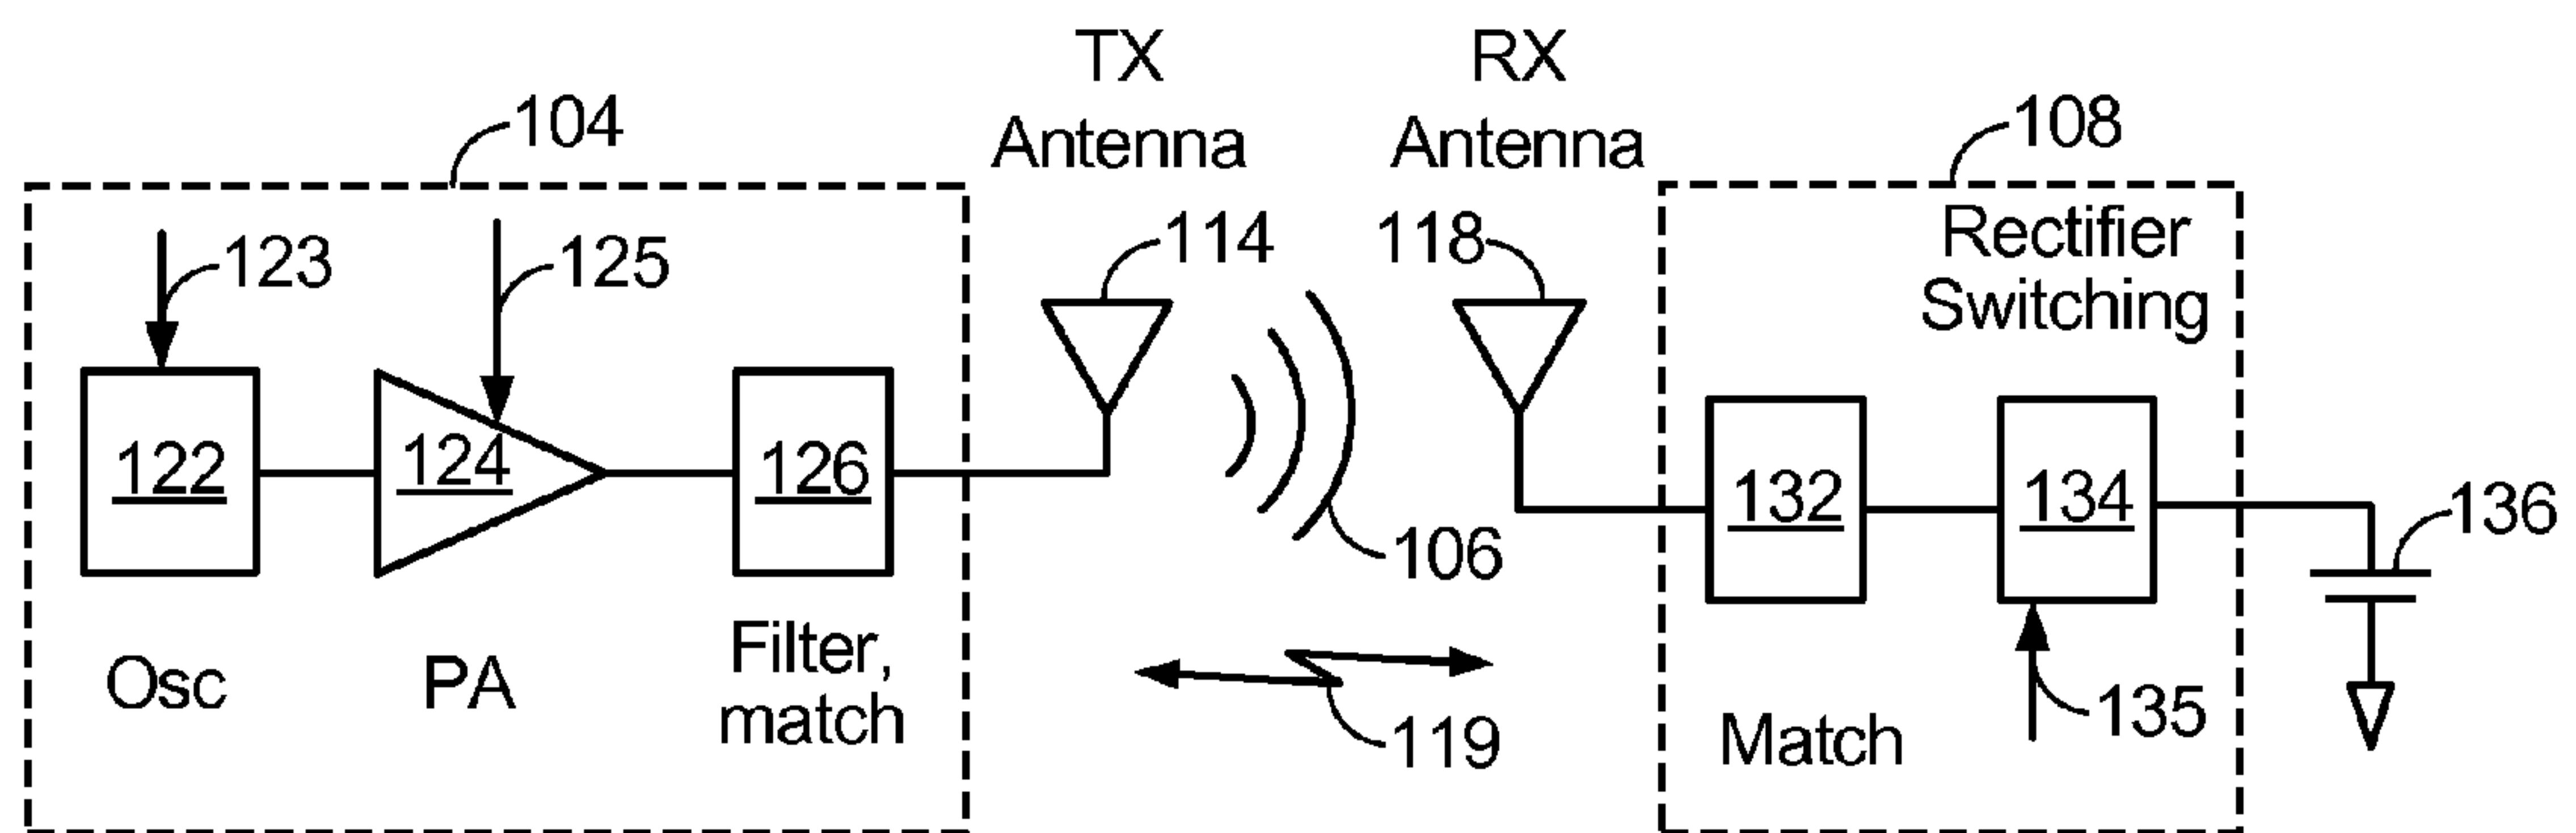 TX
Antenna
RX
Antenna
104
108
123
125
114
118
Rectifier
Switching
122
124
126
106
132
134
136
Osc
PA
Filter,
match
119
Match
135